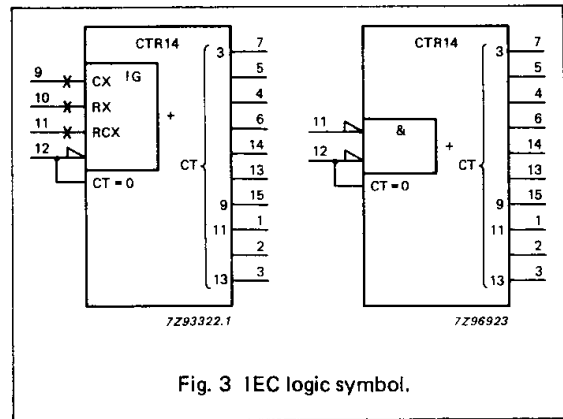 CTR14
3 7
5
9 CX !G
4
10 RX
6
11 RCX +
14
12
CT
13
CT = 0
9 15
11 1
2
13 3
7Z93322.1
CTR14
3 7
5
4
11 & 6
+
14
12
CT
13
CT = 0
9 15
11 1
2
13 3
7Z96923
Fig. 3 IEC logic symbol.